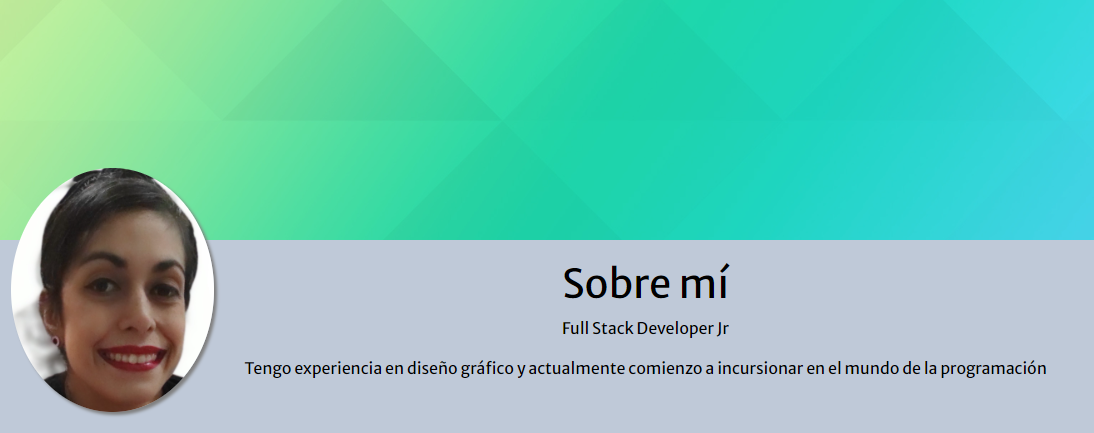 Sobre mí
Full Stack Developer Jr
Tengo experiencia en diseño gráfico y actualmente comienzo a incursionar en el mundo de la programación